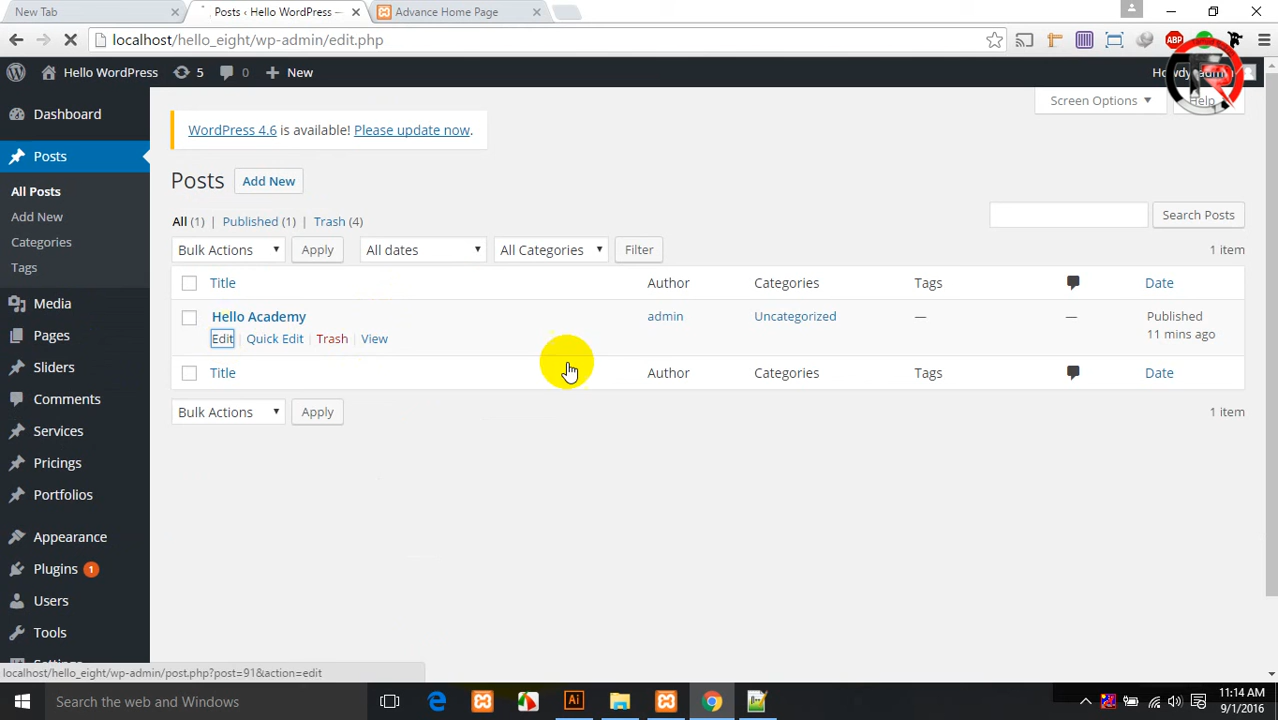 New Tab
Posts ‹ Hello WordPress —
Advance Home Page
localhost/hello_eight/wp-admin/edit.php
ABP
Hello WordPress
5
0
New
Howdy, admin
Screen Options
Help
Dashboard
WordPress 4.6 is available! Please update now.
Posts
Posts
Add New
All Posts
Add New
Categories
Tags
All (1) | Published (1) | Trash (4)
Search Posts
Bulk Actions
Apply
All dates
All Categories
Filter
1 item
Title
Author
Categories
Tags
Date
Hello Academy
admin
Uncategorized
—
—
Published
11 mins ago
Edit | Quick Edit | Trash | View
Title
Author
Categories
Tags
Date
Bulk Actions
Apply
1 item
Media
Pages
Sliders
Comments
Services
Pricings
Portfolios
Appearance
Plugins 1
Users
Tools
localhost/hello_eight/wp-admin/post.php?post=91&action=edit
Search the web and Windows
Ai
11:14 AM
9/1/2016